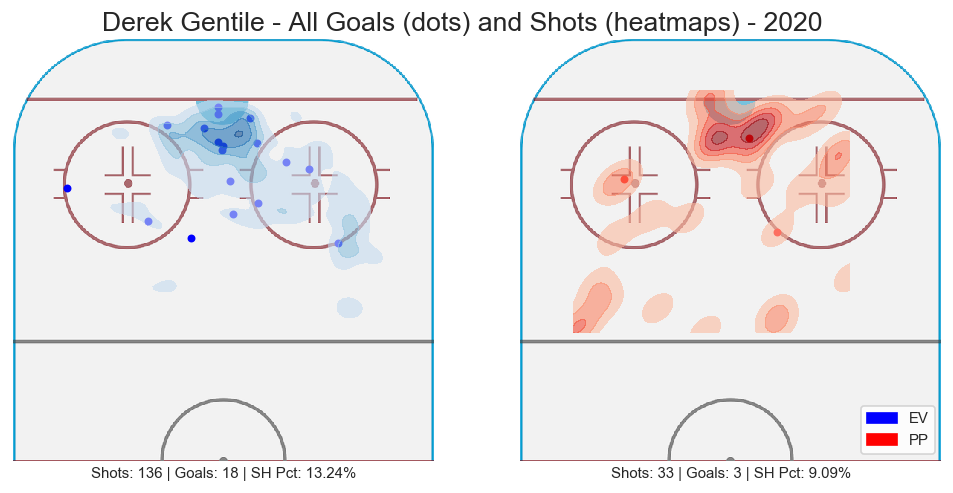 Derek Gentile - All Goals (dots) and Shots (heatmaps) - 2020
EV
PP
Shots: 136 | Goals: 18 | SH Pct: 13.24%
Shots: 33 | Goals: 3 | SH Pct: 9.09%